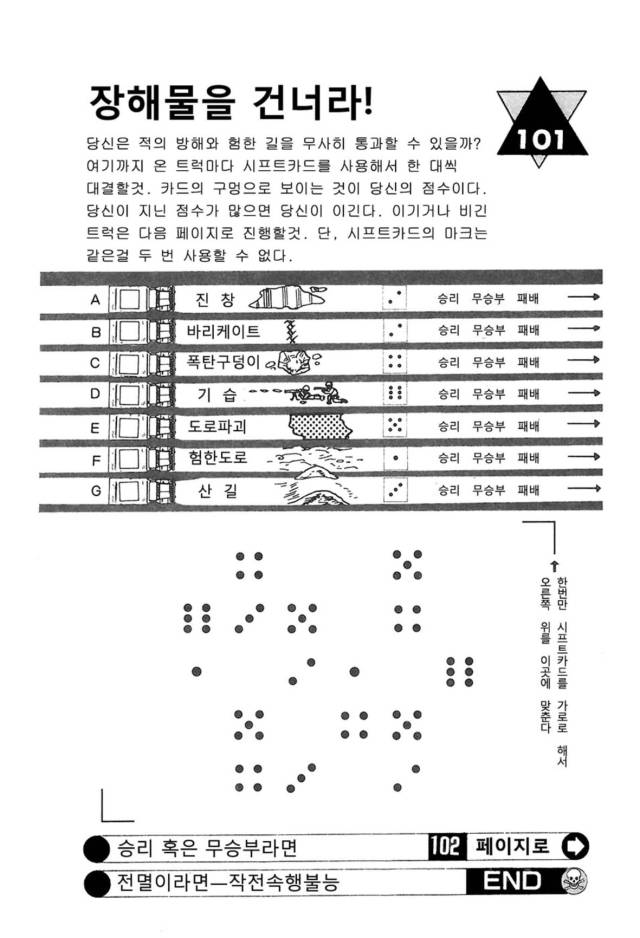 장해물을 건너라!
101
당신은 적의 방해와 험한 길을 무사히 통과할 수 있을까?
여기까지 온 트럭마다 시프트카드를 사용해서 한 대씩
대결할것. 카드의 구멍으로 보이는 것이 당신의 점수이다.
당신이 지닌 점수가 많으면 당신이 이긴다. 이기거나 비긴
트럭은 다음 페이지로 진행할것. 단, 시프트카드의 마크는
같은걸 두 번 사용할 수 없다.
A 진 창 승리 무승부 패배
B 바리케이트 승리 무승부 패배
C 폭탄구덩이 승리 무승부 패배
D 기 습 승리 무승부 패배
E 도로파괴 승리 무승부 패배
F 험한도로 승리 무승부 패배
G 산 길 승리 무승부 패배
한번만 시프트카드를 가로로 해서
오른쪽 위를 이곳에 맞춘다
승리 혹은 무승부라면 102 페이지로
전멸이라면—작전속행불능 END